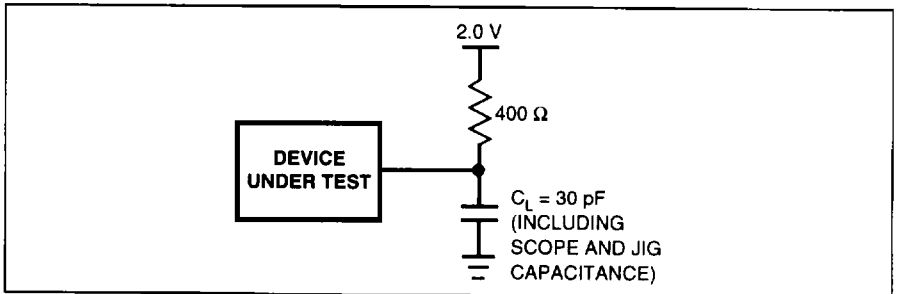 2.0 V
400 Ω
DEVICE
UNDER TEST
C_L = 30 pF
(INCLUDING
SCOPE AND JIG
CAPACITANCE)